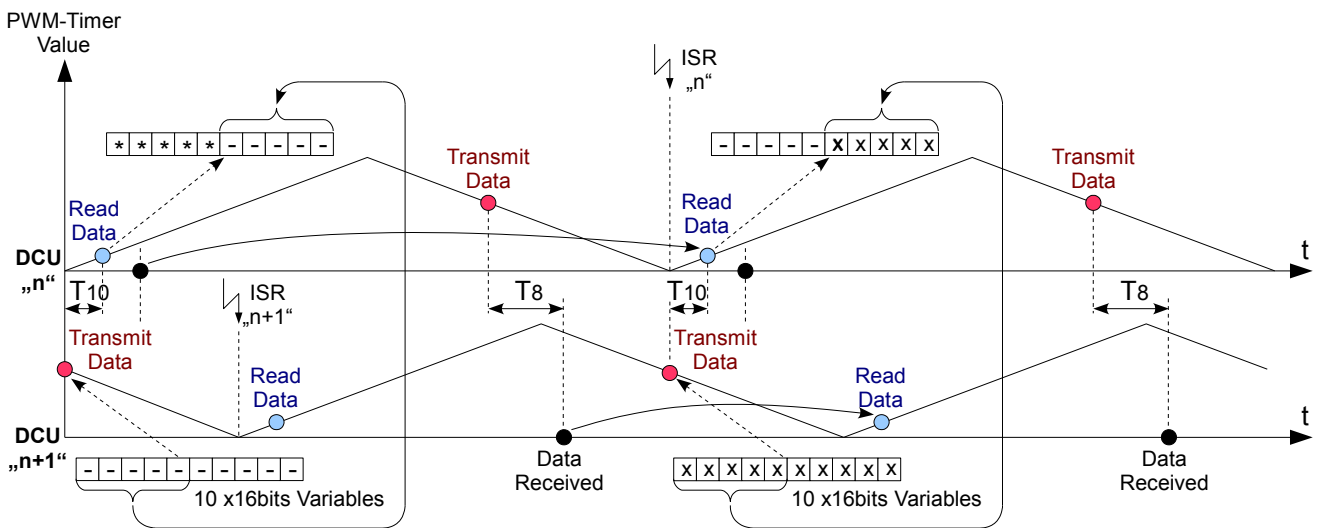 PWM-Timer
Value
ISR
„n“
* * * * * - - - - -
- - - - - x x x x x
Transmit
Data
Transmit
Data
Read
Data
Read
Data
DCU
„n“
t
T10
ISR
„n+1“
T8
T10
T8
Transmit
Data
Transmit
Data
Read
Data
Read
Data
DCU
„n+1“
t
- - - - - - - - - -
10 x16bits Variables
Data
Received
x x x x x x x x x x
10 x16bits Variables
Data
Received